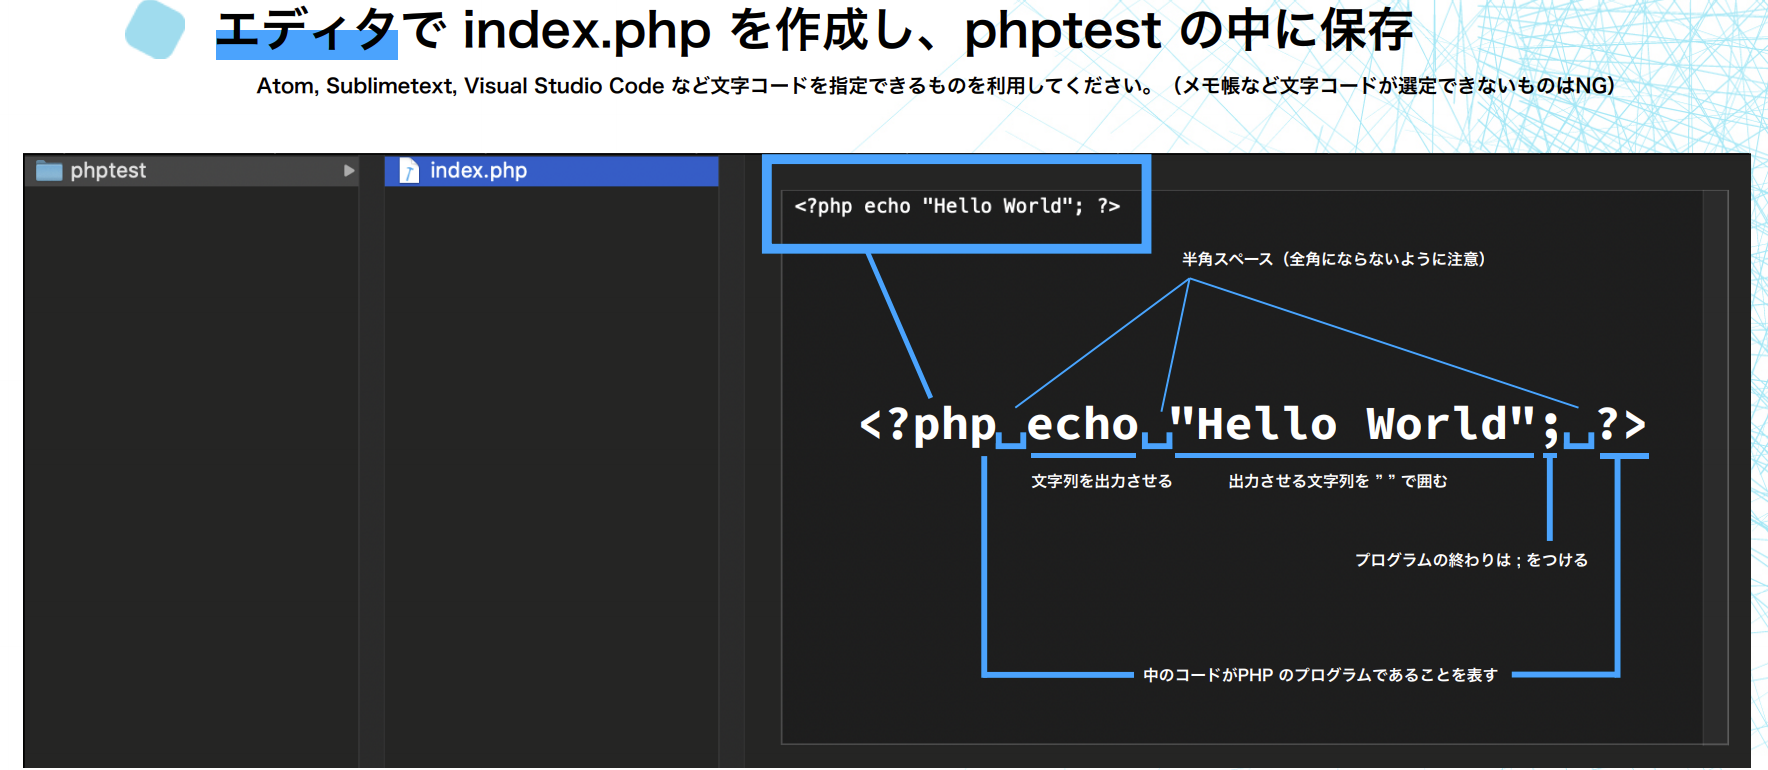 エディタで index.php を作成し、phptest の中に保存
Atom, Sublimetext, Visual Studio Code など文字コードを指定できるものを利用してください。（メモ帳など文字コードが選定できないものはNG）
phptest
index.php
<?php echo "Hello World"; ?>
半角スペース（全角にならないように注意）
<?php echo "Hello World"; ?>
文字列を出力させる
出力させる文字列を ” ” で囲む
プログラムの終わりは ; をつける
中のコードがPHP のプログラムであることを表す